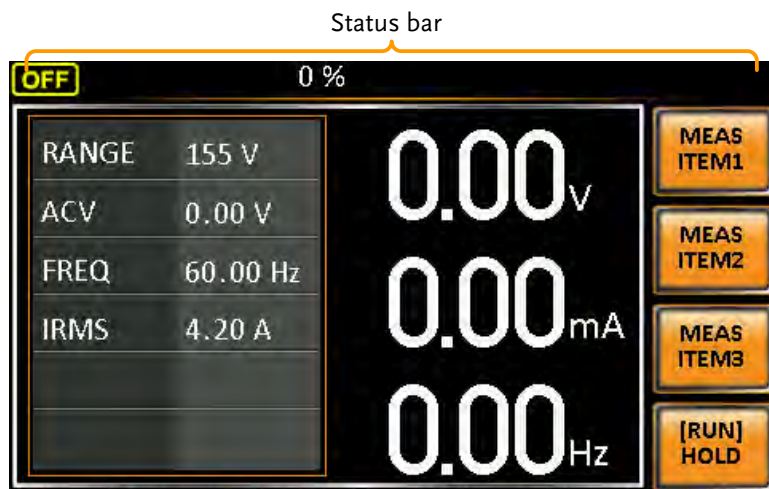 Status bar
OFF 0 %
RANGE 155 V
ACV 0.00 V
FREQ 60.00 Hz
IRMS 4.20 A
0.00V
0.00mA
0.00Hz
MEAS
ITEM1
MEAS
ITEM2
MEAS
ITEM3
[RUN]
HOLD